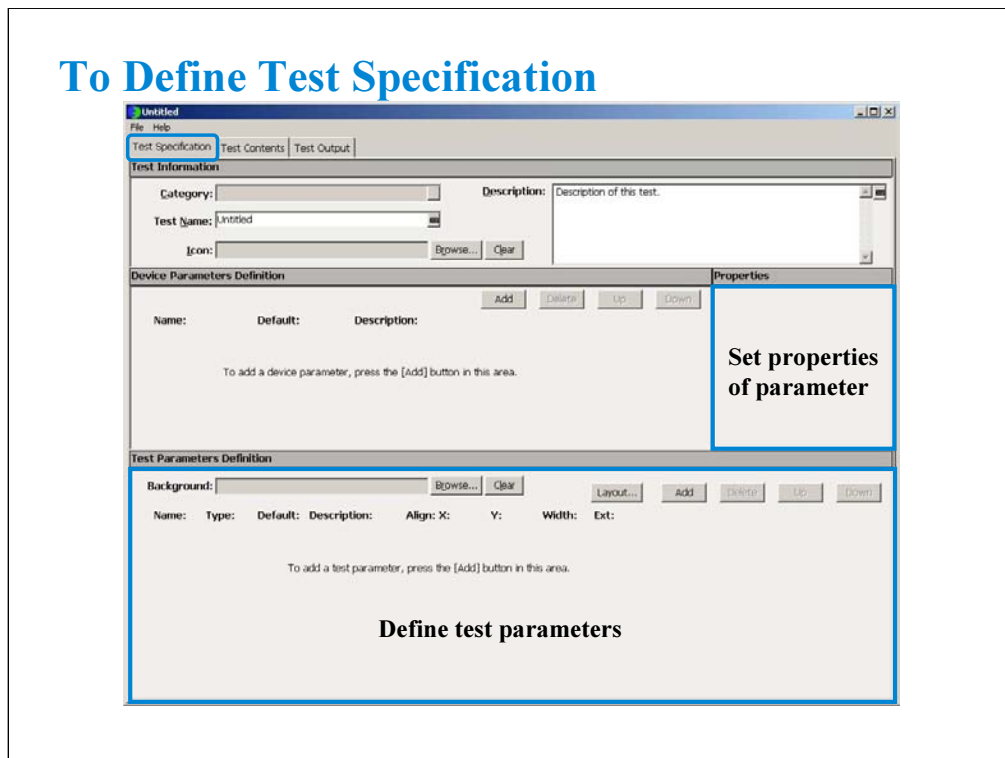 To Define Test Specification
Untitled
File Help
Test Specification Test Contents Test Output
Test Information
Category:
Description: Description of this test.
Test Name: Untitled
Icon: Browse... Clear
Device Parameters Definition Properties
Add Delete Up Down
Name: Default: Description:
Set properties
of parameter
To add a device parameter, press the [Add] button in this area.
Test Parameters Definition
Background: Browse... Clear Layout... Add Delete Up Down
Name: Type: Default: Description: Align: X: Y: Width: Ext:
To add a test parameter, press the [Add] button in this area.
Define test parameters